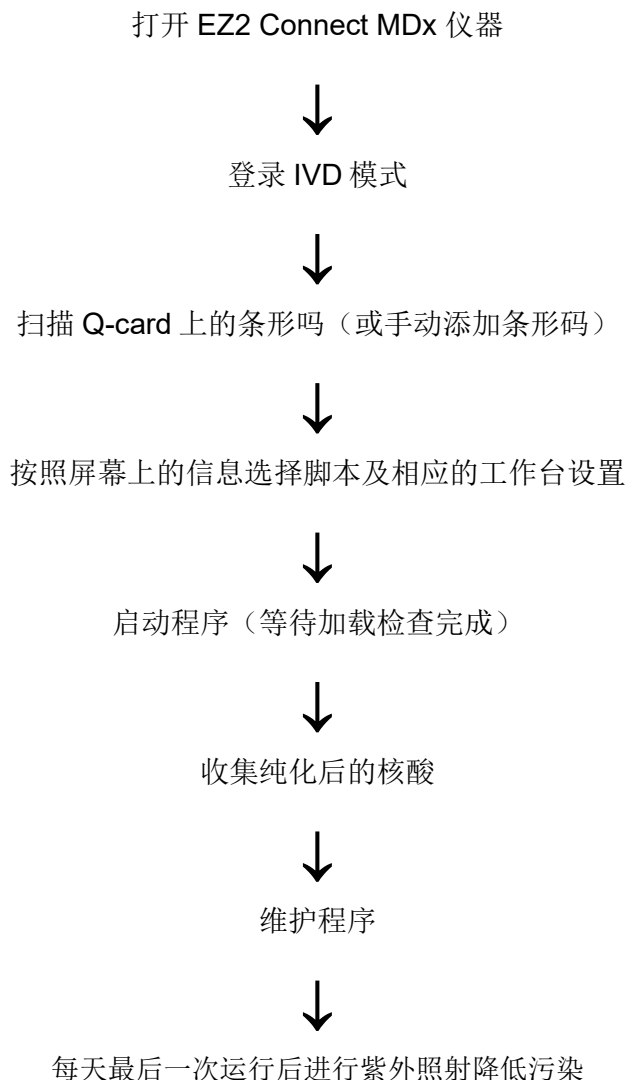 打开 EZ2 Connect MDx 仪器
登录 IVD 模式
扫描 Q-card 上的条形吗（或手动添加条形码）
按照屏幕上的信息选择脚本及相应的工作台设置
启动程序（等待加载检查完成）
收集纯化后的核酸
维护程序
每天最后一次运行后进行紫外照射降低污染